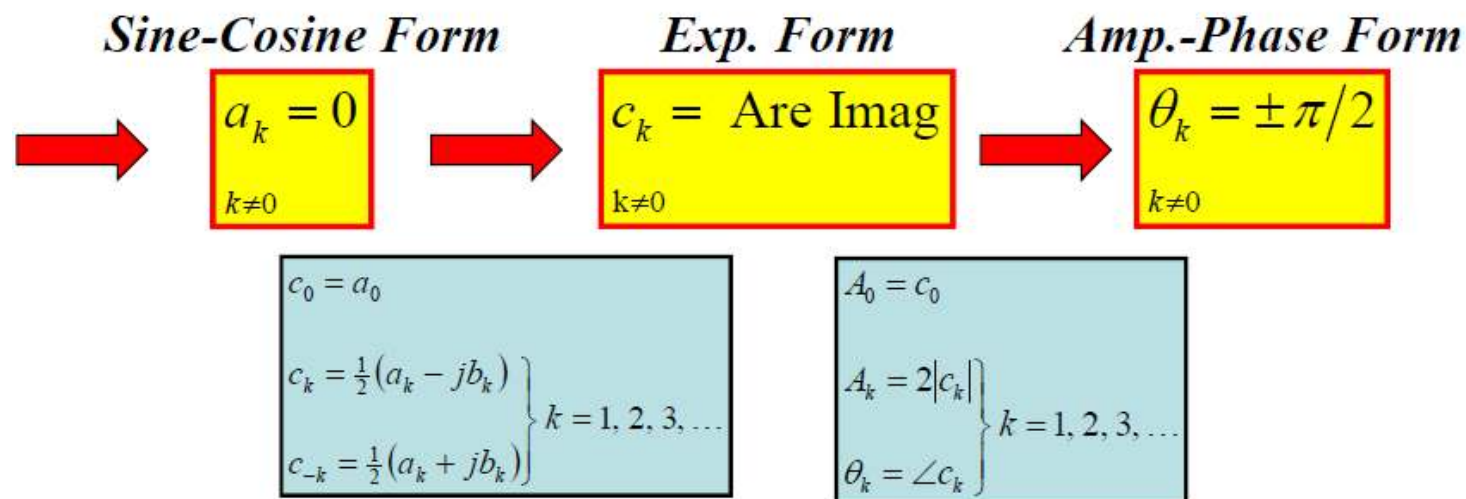 Sine-Cosine Form Exp. Form Amp.-Phase Form
a_k = 0 c_k = Are Imag θ_k = ± π/2
k≠0 k≠0 k≠0
c_0 = a_0
c_k = ½(a_k − jb_k)
c_{−k} = ½(a_k + jb_k)
} k = 1, 2, 3, …
A_0 = c_0
A_k = 2|c_k|
θ_k = ∠c_k
} k = 1, 2, 3, …